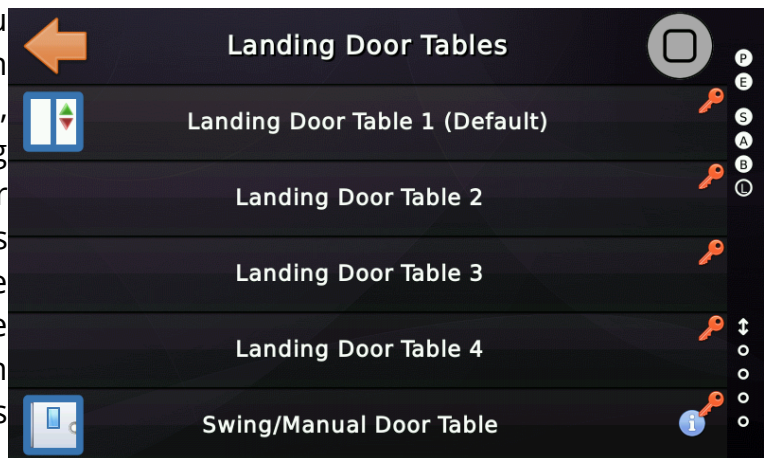 Landing Door Tables
Landing Door Table 1 (Default)
Landing Door Table 2
Landing Door Table 3
Landing Door Table 4
Swing/Manual Door Table
i
P
E
S
A
B
L